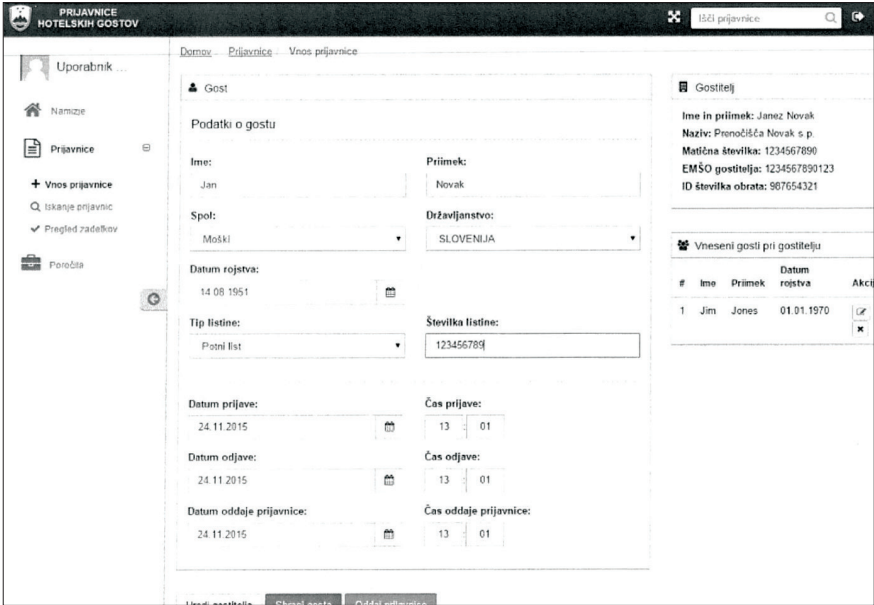 PRIJAVNICE
HOTELSKIH GOSTOV
Išči prijavnice
Uporabnik ...
Namizje
Prijavnice
+ Vnos prijavnice
Iskanje prijavnic
Pregled zadetkov
Poročila
Domov Prijavnice Vnos prijavnice
Gost
Podatki o gostu
Ime: Priimek:
Jan Novak
Spol: Državljanstvo:
Moški SLOVENIJA
Datum rojstva:
14 08 1951
Tip listine: Številka listine:
Potni list 123456789
Datum prijave: Čas prijave:
24.11.2015 13 : 01
Datum odjave: Čas odjave:
24.11.2015 13 : 01
Datum oddaje prijavnice: Čas oddaje prijavnice:
24.11.2015 13 : 01
Uredi gostitelja Shrani gosta Oddaj prijavnice
Gostitelj
Ime in priimek: Janez Novak
Naziv: Prenočišča Novak s.p.
Matična številka: 1234567890
EMŠO gostitelja: 1234567890123
ID številka obrata: 987654321
Vneseni gosti pri gostitelju
# Ime Priimek Datum rojstva Akcij
1 Jim Jones 01.01.1970